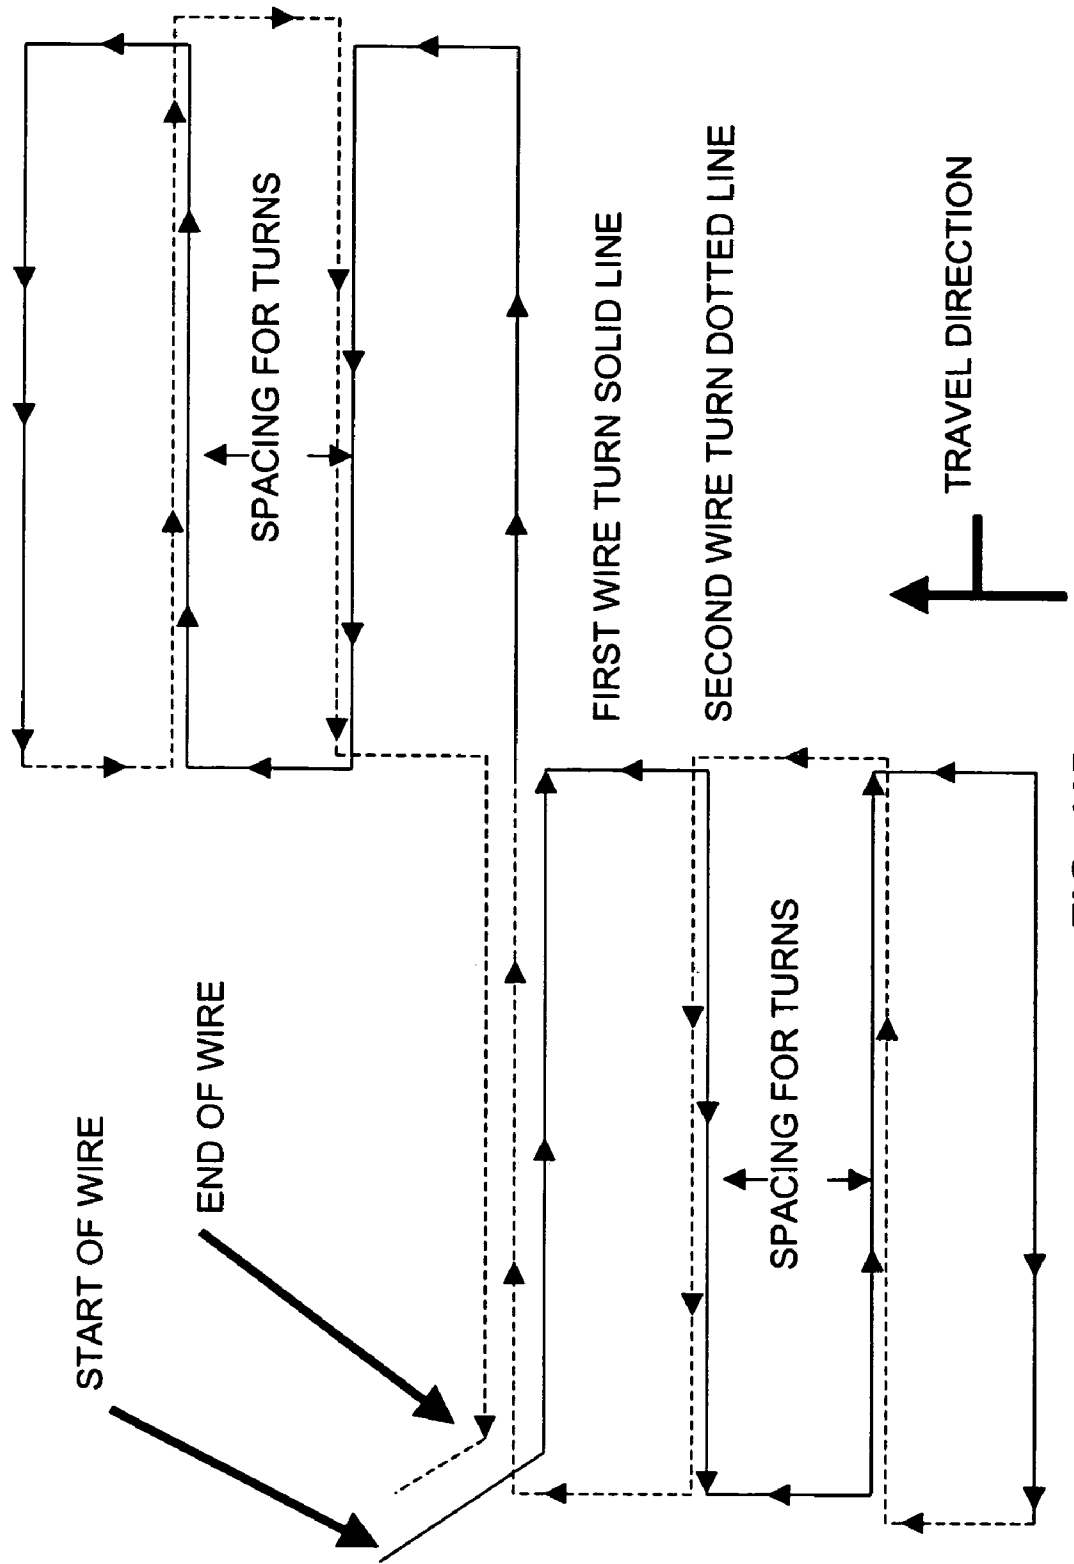 START OF WIRE
END OF WIRE
SPACING FOR TURNS
FIRST WIRE TURN SOLID LINE
SECOND WIRE TURN DOTTED LINE
SPACING FOR TURNS
TRAVEL DIRECTION